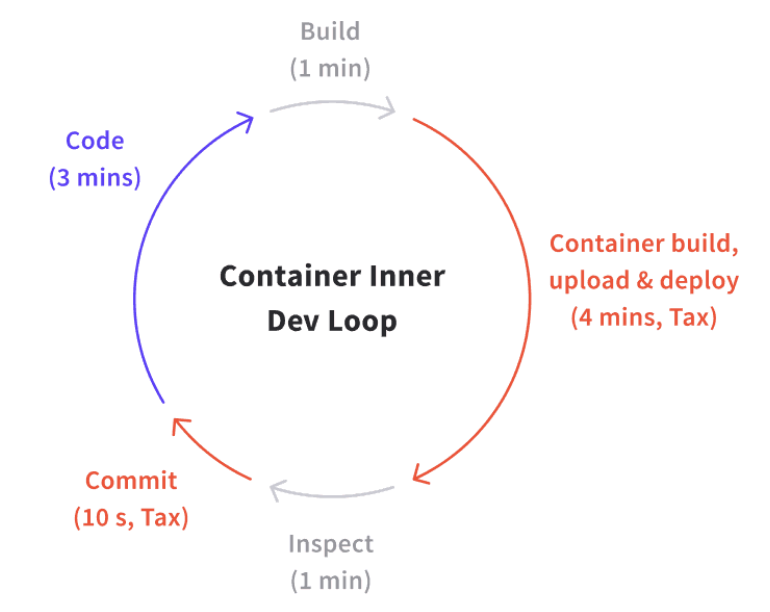 Build
(1 min)
Code
(3 mins)
Container build,
upload & deploy
(4 mins, Tax)
Container Inner
Dev Loop
Commit
(10 s, Tax)
Inspect
(1 min)